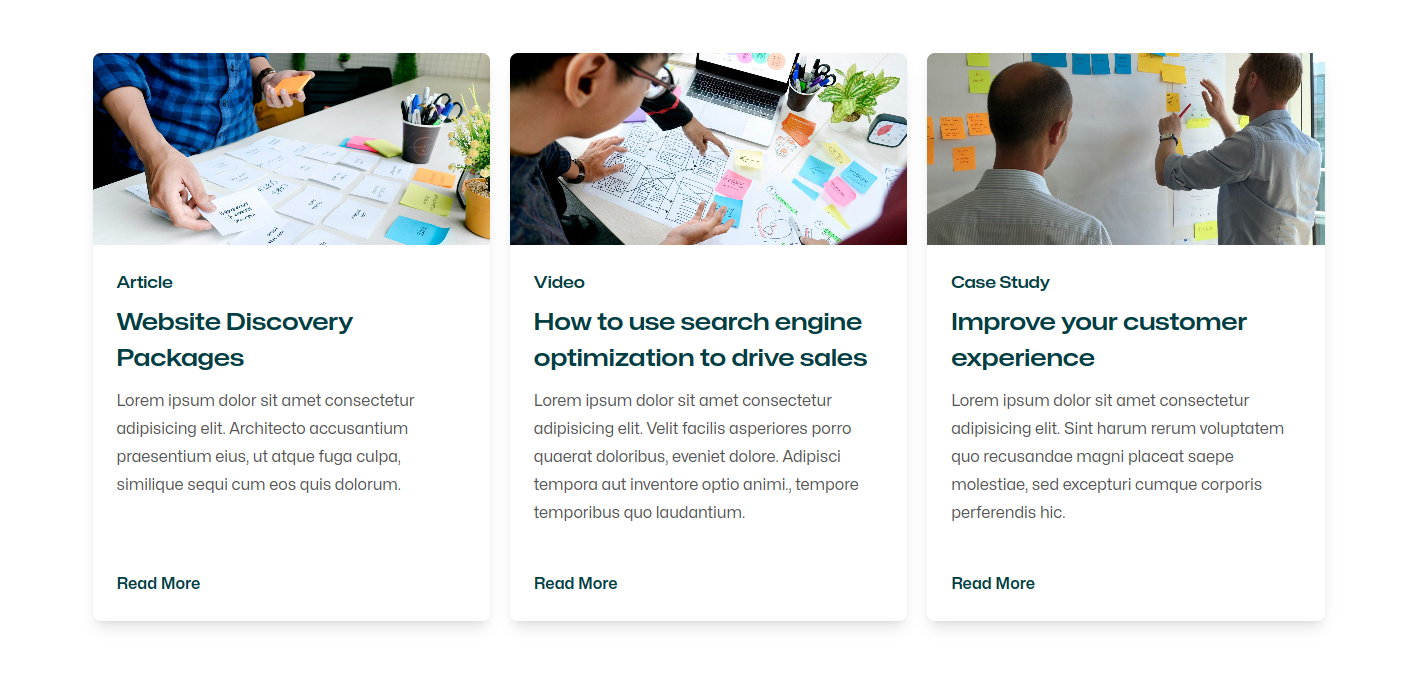 Article
Website Discovery
Packages
Lorem ipsum dolor sit amet consectetur
adipisicing elit. Architecto accusantium
praesentium eius, ut atque fuga culpa,
similique sequi cum eos quis dolorum.
Read More
Video
How to use search engine
optimization to drive sales
Lorem ipsum dolor sit amet consectetur
adipisicing elit. Velit facilis asperiores porro
quaerat doloribus, eveniet dolore. Adipisci
tempora aut inventore optio animi., tempore
temporibus quo laudantium.
Read More
Case Study
Improve your customer
experience
Lorem ipsum dolor sit amet consectetur
adipisicing elit. Sint harum rerum voluptatem
quo recusandae magni placeat saepe
molestiae, sed excepturi cumque corporis
perferendis hic.
Read More